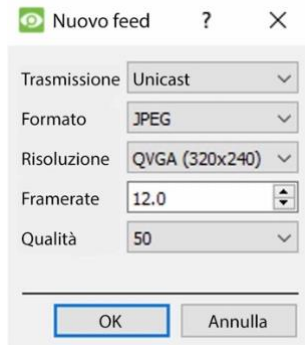 Nuovo feed ?
Trasmissione Unicast
Formato JPEG
Risoluzione QVGA (320x240)
Framerate 12.0
Qualità 50
OK Annulla